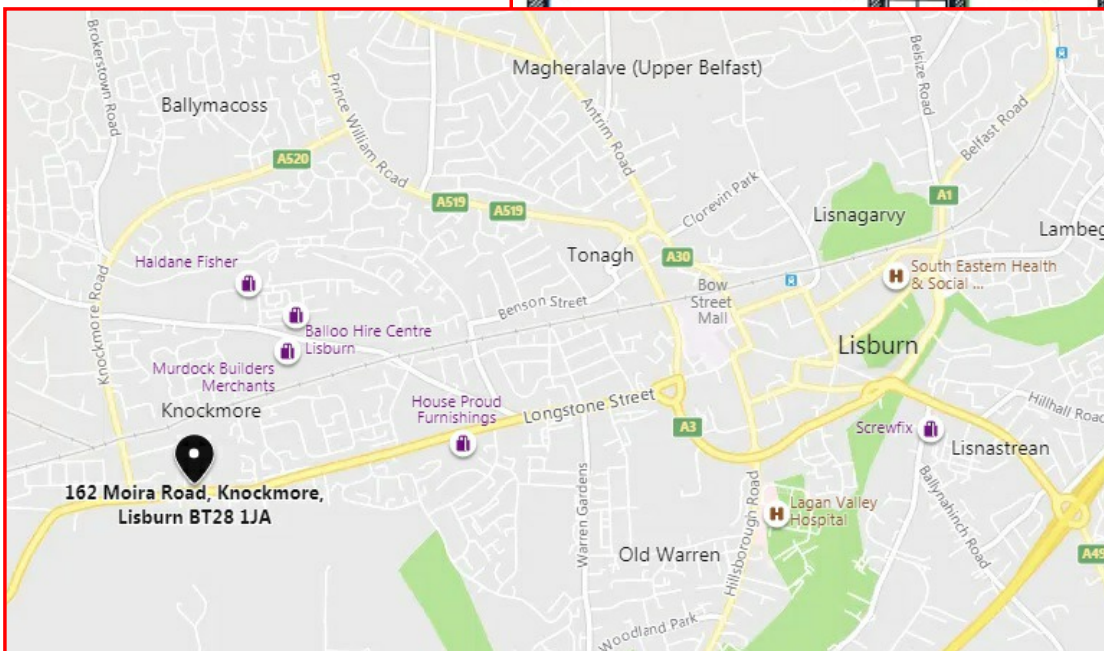 Brokerstown Road
Ballymacoss
Prince William Road
Magheralave (Upper Belfast)
Belsize Road
Antrim Road
Belfast Road
A520
A519
A519
Clorevin Park
A1
Lisnagarvy
Lambeg
Tonagh
A30
Haldane Fisher
South Eastern Health
& Social ...
Bow
Street
Mall
Knockmore Road
Benson Street
Balloo Hire Centre
Lisburn
Lisburn
Murdock Builders
Merchants
Knockmore
House Proud
Furnishings
Longstone Street
Hillhall Road
A3
Screwfix
Lisnastrean
162 Moira Road, Knockmore,
Lisburn BT28 1JA
Warren Gardens
Hillsborough Road
Lagan Valley
Hospital
Ballynahinch Road
Old Warren
A49
Woodland Park